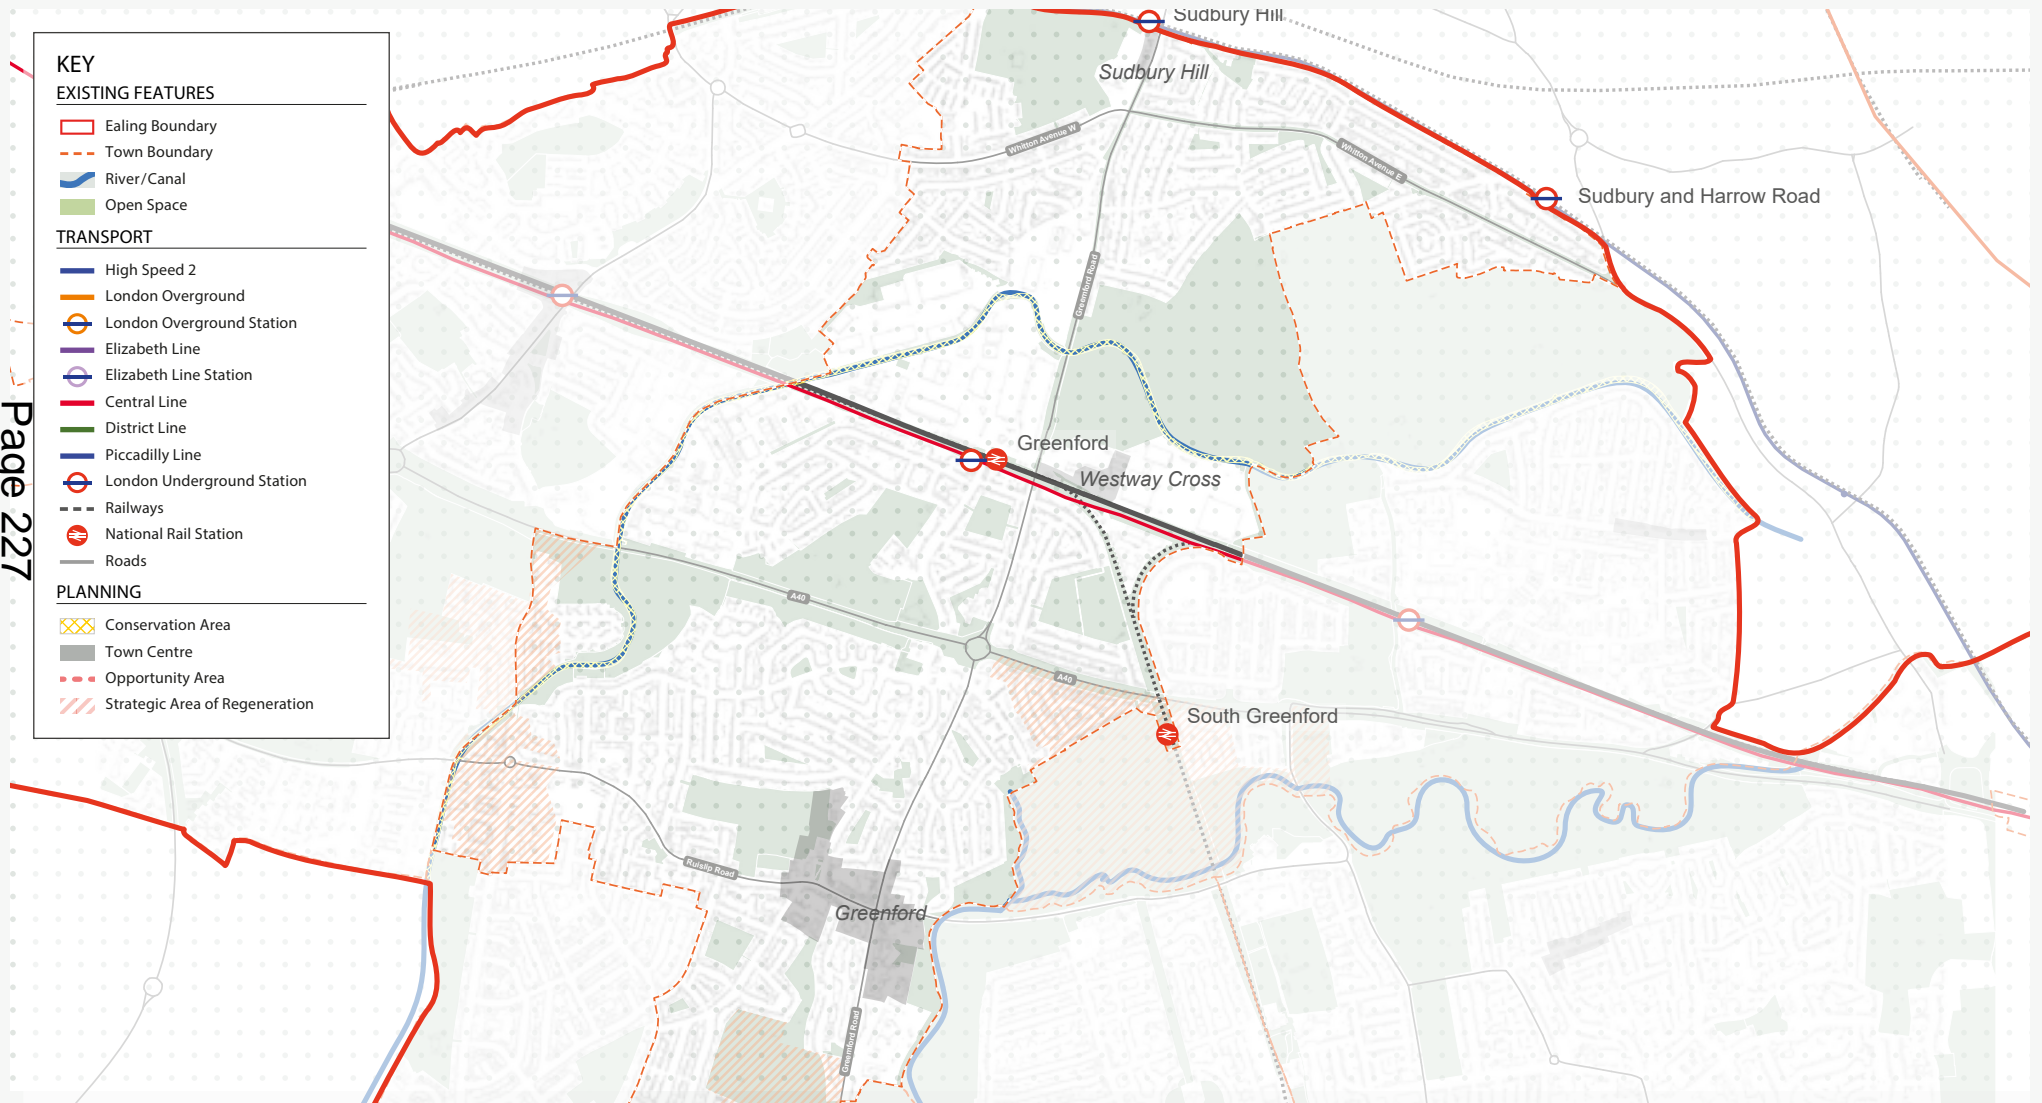 KEY
EXISTING FEATURES
Ealing Boundary
Town Boundary
River/Canal
Open Space
TRANSPORT
High Speed 2
London Overground
London Overground Station
Elizabeth Line
Elizabeth Line Station
Central Line
District Line
Piccadilly Line
London Underground Station
Railways
National Rail Station
Roads
PLANNING
Conservation Area
Town Centre
Opportunity Area
Strategic Area of Regeneration
Page 227
Sudbury Hill
Sudbury Hill
Whitton Avenue W
Whitton Avenue E
Sudbury and Harrow Road
Greenford Road
Greenford
Westway Cross
A40
A40
South Greenford
Ruislip Road
Greenford
Greenford Road